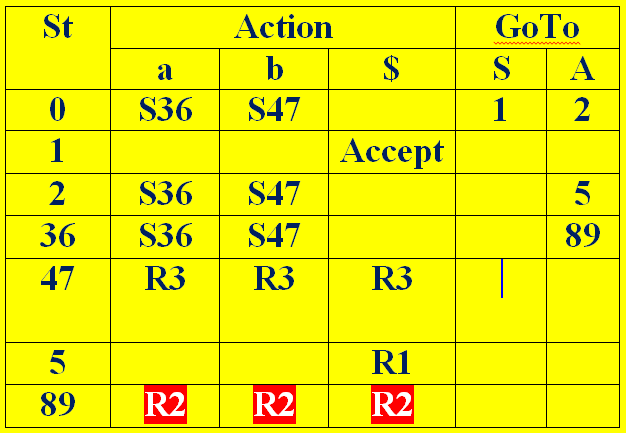 St Action GoTo
a b $ S A
0 S36 S47 1 2
1 Accept
2 S36 S47 5
36 S36 S47 89
47 R3 R3 R3
5 R1
89 R2 R2 R2